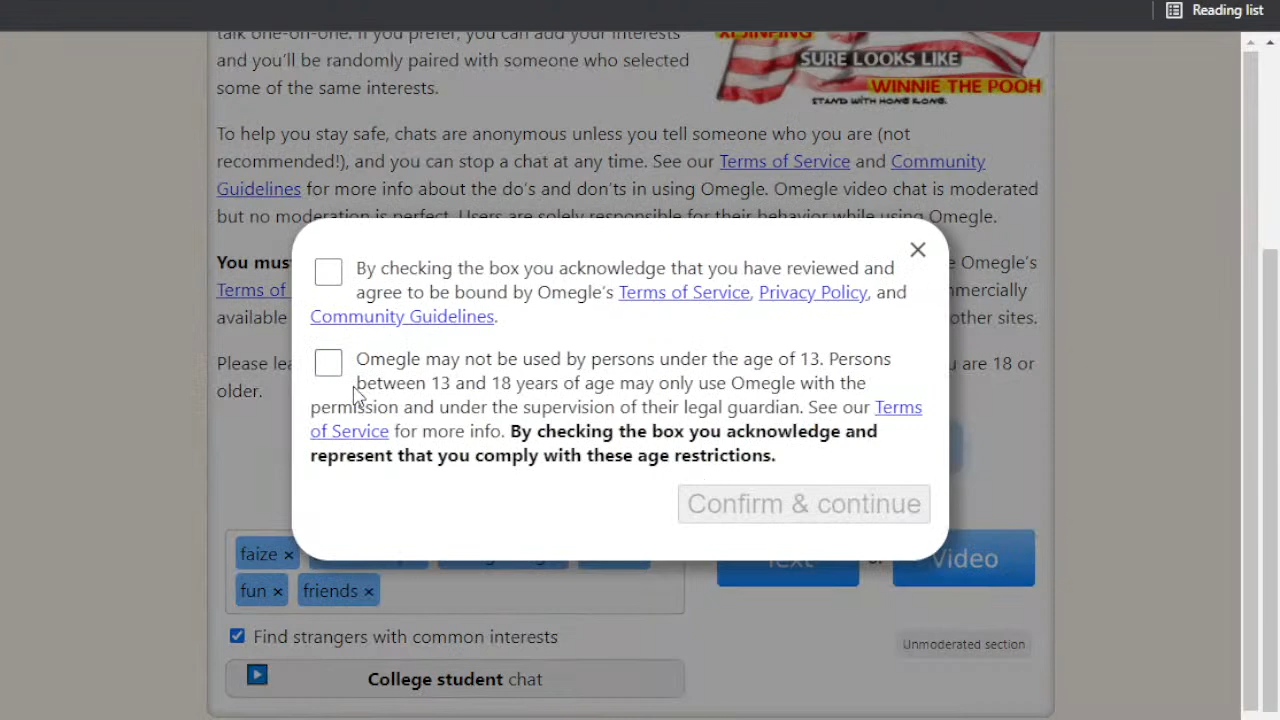 Reading list
talk one-on-one. If you prefer, you can add your interests
and you'll be randomly paired with someone who selected
some of the same interests.
XI JINPING
SURE LOOKS LIKE
WINNIE THE POOH
STAND WITH HONG KONG.
To help you stay safe, chats are anonymous unless you tell someone who you are (not
recommended!), and you can stop a chat at any time. See our Terms of Service and Community
Guidelines for more info about the do's and don'ts in using Omegle. Omegle video chat is moderated
but no moderation is perfect. Users are solely responsible for their behavior while using Omegle.
You must
e Omegle's
Terms of
mmercially
available
other sites.
Please lea
u are 18 or
older.
×
By checking the box you acknowledge that you have reviewed and
agree to be bound by Omegle's Terms of Service, Privacy Policy, and
Community Guidelines.
Omegle may not be used by persons under the age of 13. Persons
between 13 and 18 years of age may only use Omegle with the
permission and under the supervision of their legal guardian. See our Terms
of Service for more info. By checking the box you acknowledge and
represent that you comply with these age restrictions.
Confirm & continue
faize ×
fun × friends ×
Text or Video
Find strangers with common interests
Unmoderated section
College student chat